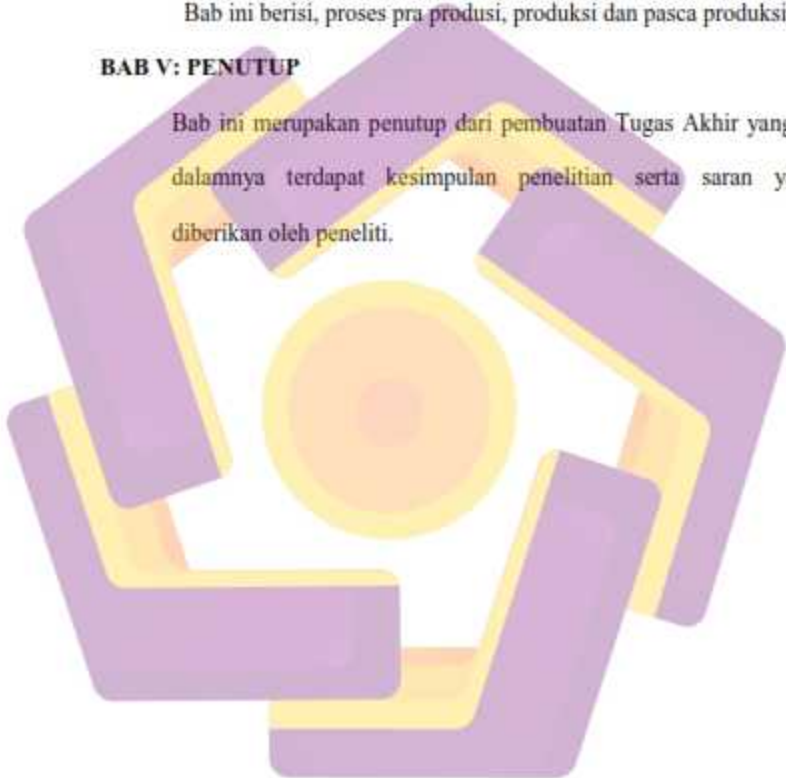 Bab ini berisi, proses pra produsi, produksi dan pasca produksi
BAB V: PENUTUP
Bab ini merupakan penutup dari pembuatan Tugas Akhir yang
dalamnya terdapat kesimpulan penelitian serta saran y
diberikan oleh peneliti.